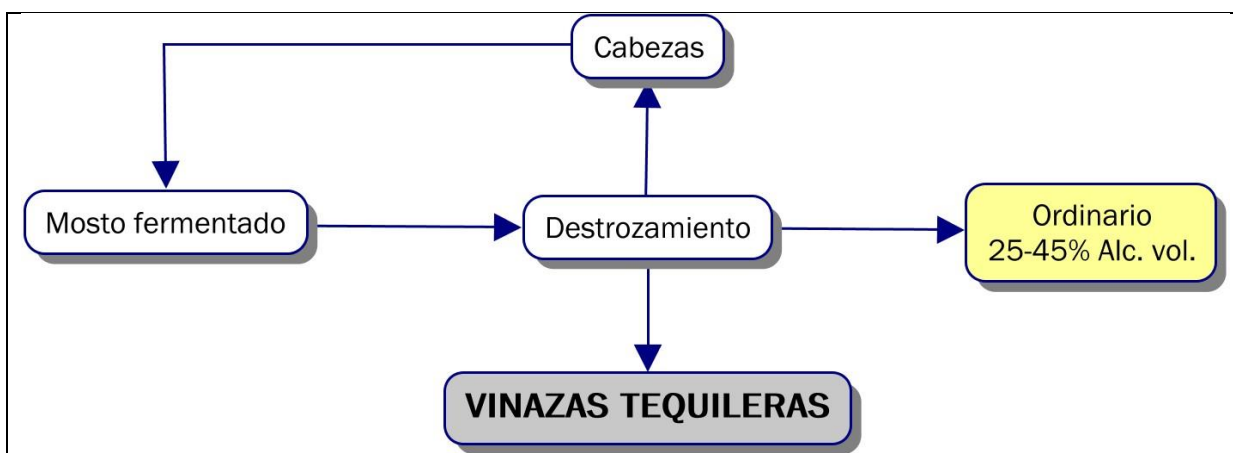 Cabezas
Mosto fermentado
Destrozamiento
Ordinario
25-45% Alc. vol.
VINAZAS TEQUILERAS